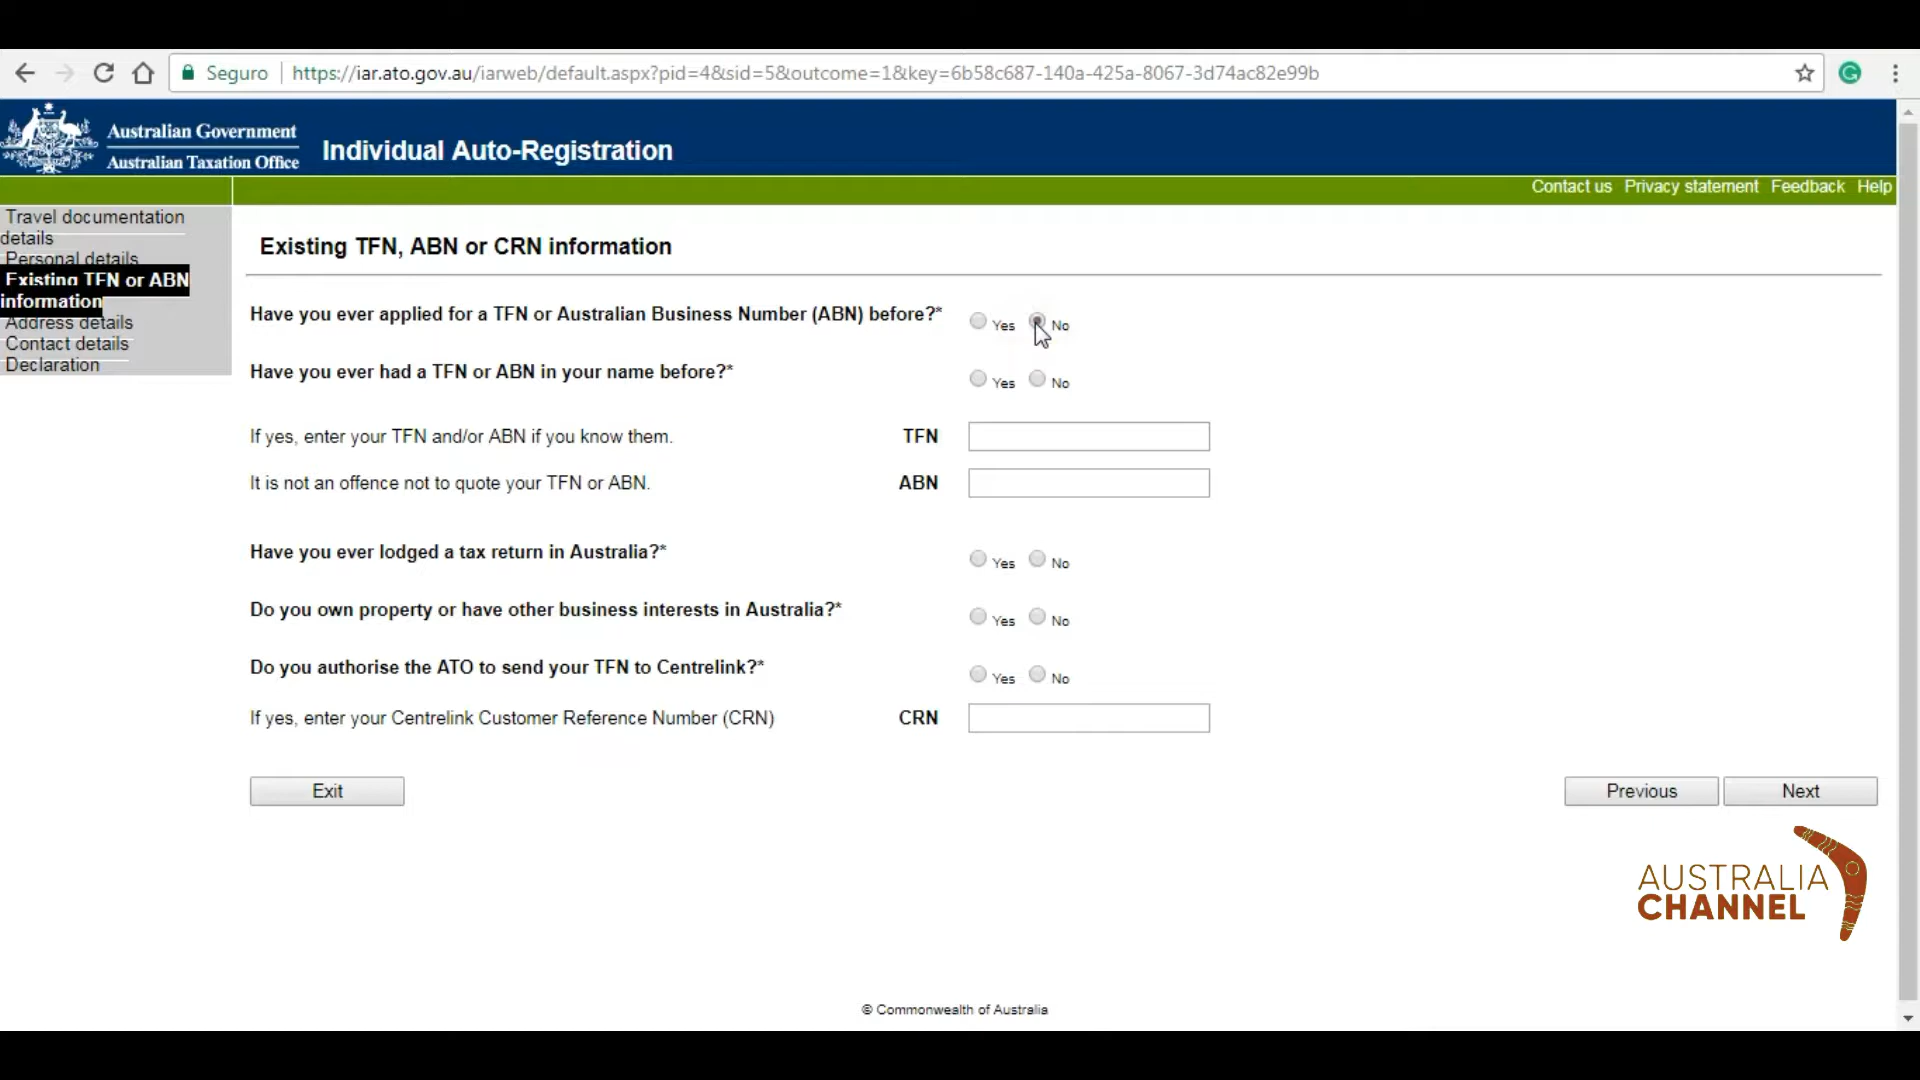 Seguro
https://iar.ato.gov.au/iarweb/default.aspx?pid=4&sid=5&outcome=1&key=6b58c687-140a-425a-8067-3d74ac82e99b
Australian Government
Australian Taxation Office
Individual Auto-Registration
Contact us Privacy statement Feedback Help
Travel documentation
details
Personal details
Existing TFN or ABN
information
Address details
Contact details
Declaration
Existing TFN, ABN or CRN information
Have you ever applied for a TFN or Australian Business Number (ABN) before?* Yes No
Have you ever had a TFN or ABN in your name before?* Yes No
If yes, enter your TFN and/or ABN if you know them. TFN
It is not an offence not to quote your TFN or ABN. ABN
Have you ever lodged a tax return in Australia?* Yes No
Do you own property or have other business interests in Australia?* Yes No
Do you authorise the ATO to send your TFN to Centrelink?* Yes No
If yes, enter your Centrelink Customer Reference Number (CRN) CRN
Exit Previous Next
AUSTRALIA
CHANNEL
© Commonwealth of Australia